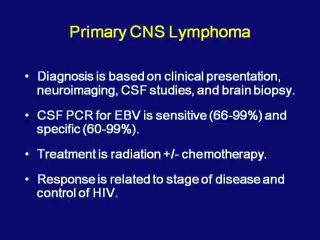 Primary CNS Lymphoma
• Diagnosis is based on clinical presentation,
neuroimaging, CSF studies, and brain biopsy.
• CSF PCR for EBV is sensitive (66-99%) and
specific (60-99%).
• Treatment is radiation +/- chemotherapy.
• Response is related to stage of disease and
control of HIV.